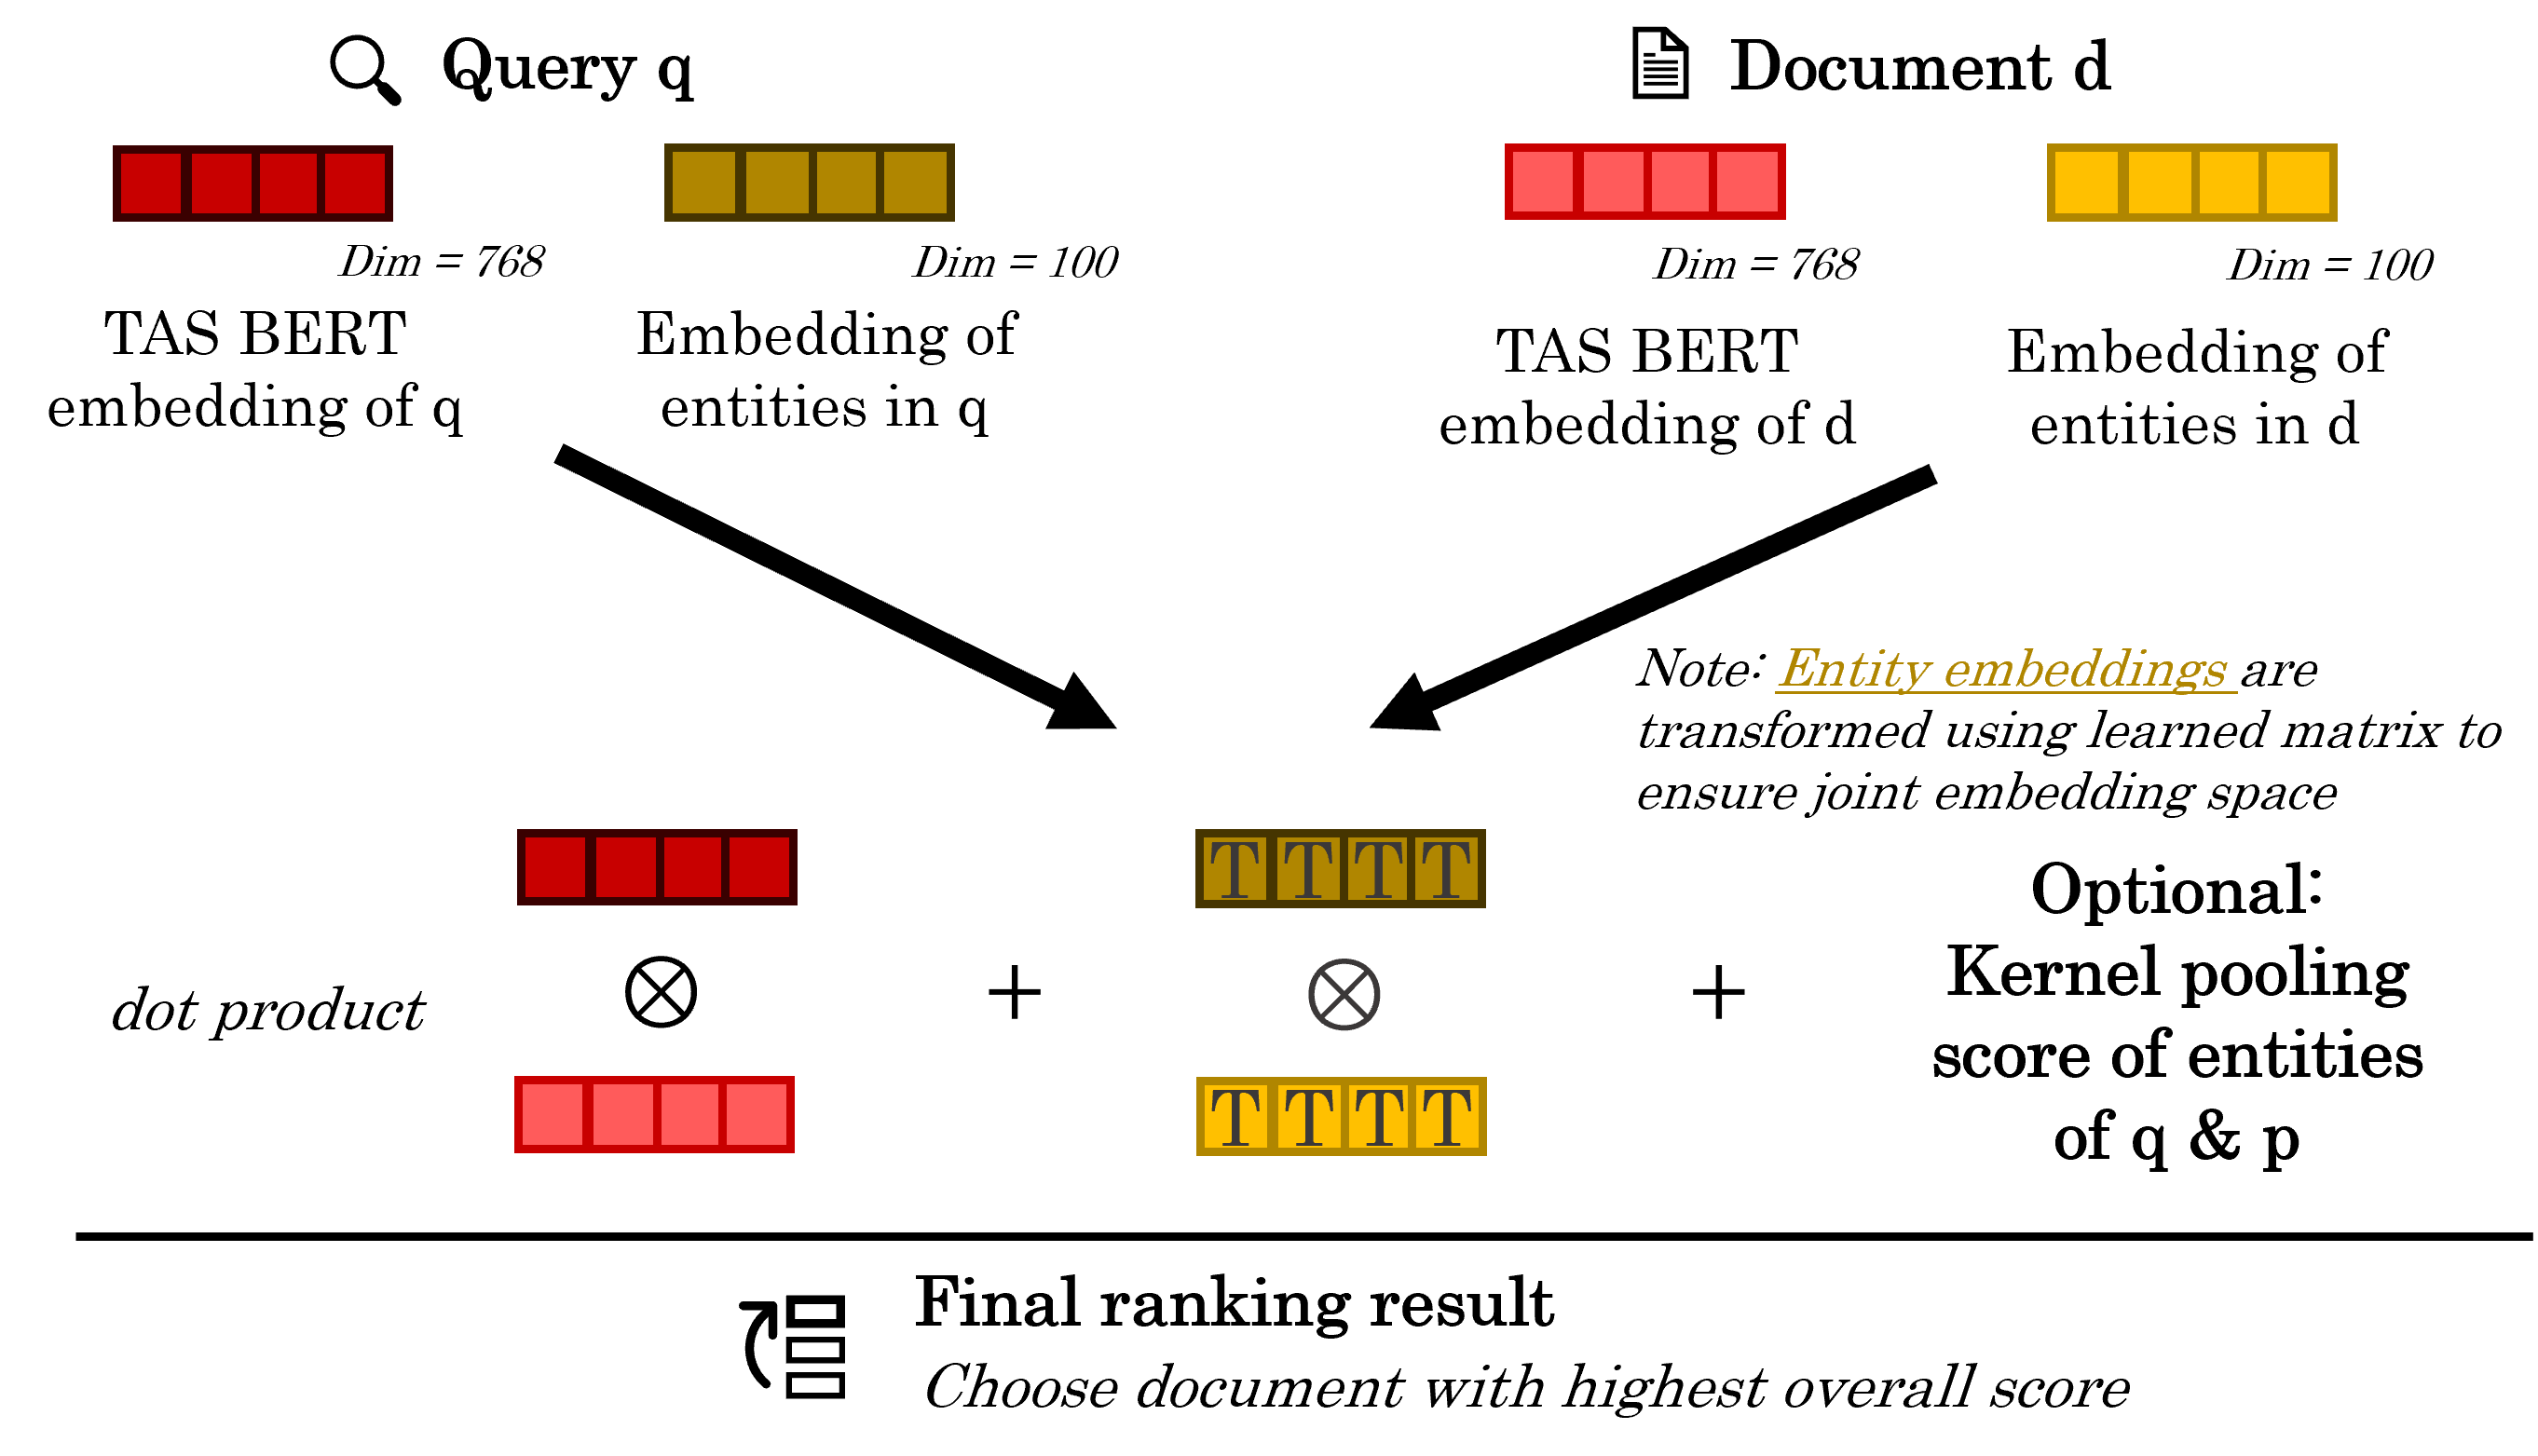 Query q
Document d
Dim = 768
Dim = 100
Dim = 768
Dim = 100
TAS BERT
embedding of q
Embedding of
entities in q
TAS BERT
embedding of d
Embedding of
entities in d
Note: Entity embeddings are
transformed using learned matrix to
ensure joint embedding space
T T T T
dot product
+
+
T T T T
Optional:
Kernel pooling
score of entities
of q & p
Final ranking result
Choose document with highest overall score